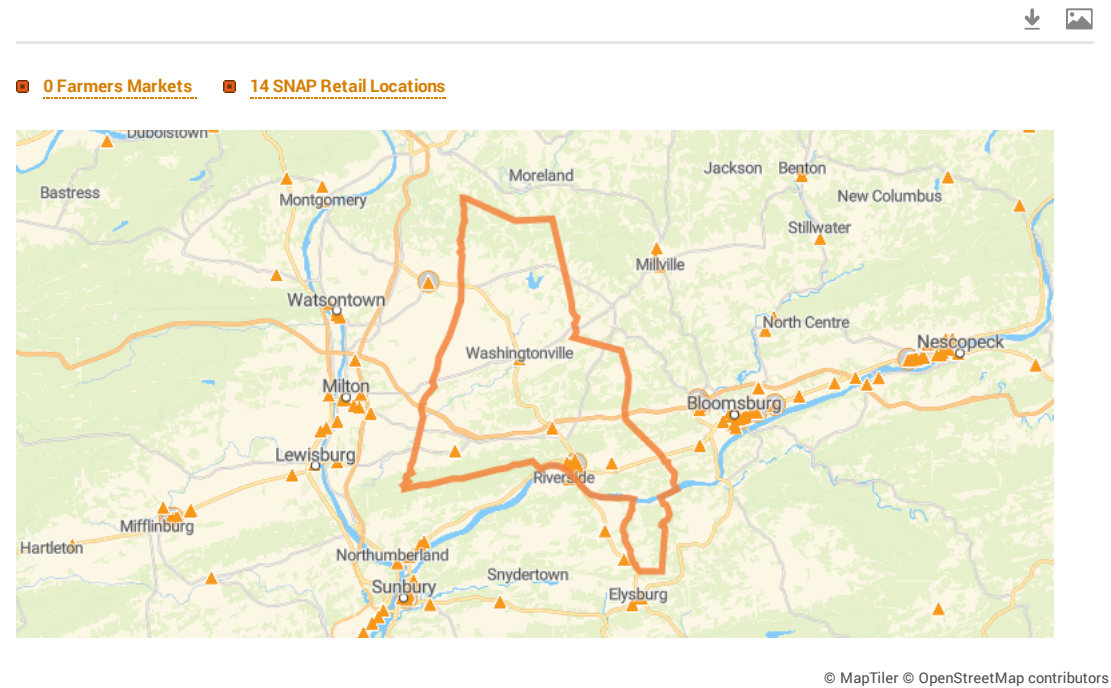 0 Farmers Markets 14 SNAP Retail Locations
Duboistown
Jackson Benton
Moreland
Bastress
Montgomery
New Columbus
Stillwater
Millville
Watsontown
North Centre
Washingtonville
Nescopeck
Milton
Bloomsburg
Lewisburg
Riverside
Mifflinburg
Hartleton
Northumberland
Snydertown
Sunbury
Elysburg
© MapTiler © OpenStreetMap contributors